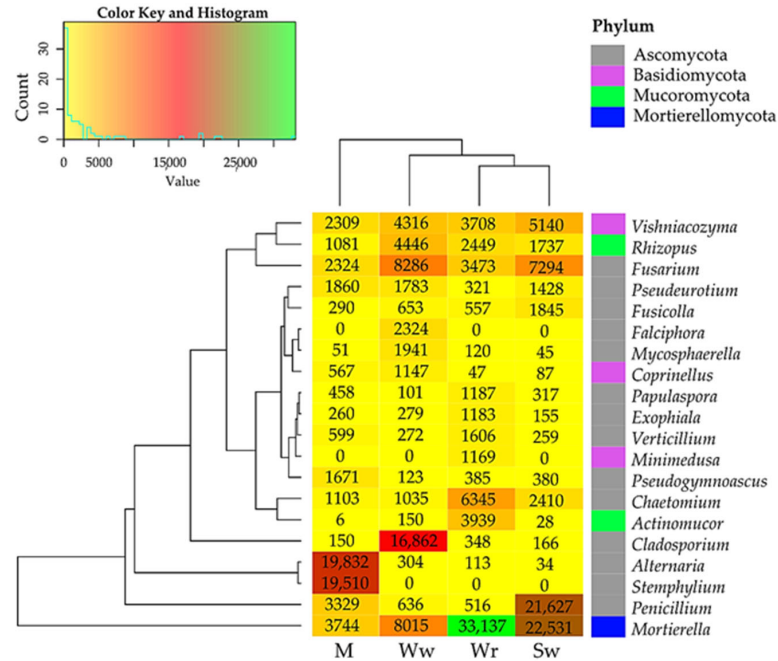 Color Key and Histogram
Count
0 10 20 30
0 5000 15,000 25,000
Value
Phylum
Ascomycota
Basidiomycota
Mucoromycota
Mortierellomycota
2309 4316 3708 5140 Vishniacozyma
1081 4446 2449 1737 Rhizopus
2324 8286 3473 7294 Fusarium
1860 1783 321 1428 Pseudeurotium
290 653 557 1845 Fusicolla
0 2324 0 0 Falciphora
51 1941 120 45 Mycosphaerella
567 1147 47 87 Coprinellus
458 101 1187 317 Papulaspora
260 279 1183 155 Exophiala
599 272 1606 259 Verticillium
0 0 1169 0 Minimedusa
1671 123 385 380 Pseudogymnoascus
1103 1035 6345 2410 Chaetomium
6 150 3939 28 Actinomucor
150 16,862 348 166 Cladosporium
19,832 304 113 34 Alternaria
19,510 0 0 0 Stemphylium
3329 636 516 21,627 Penicillium
3744 8015 33,137 22,531 Mortierella
M Ww Wr Sw